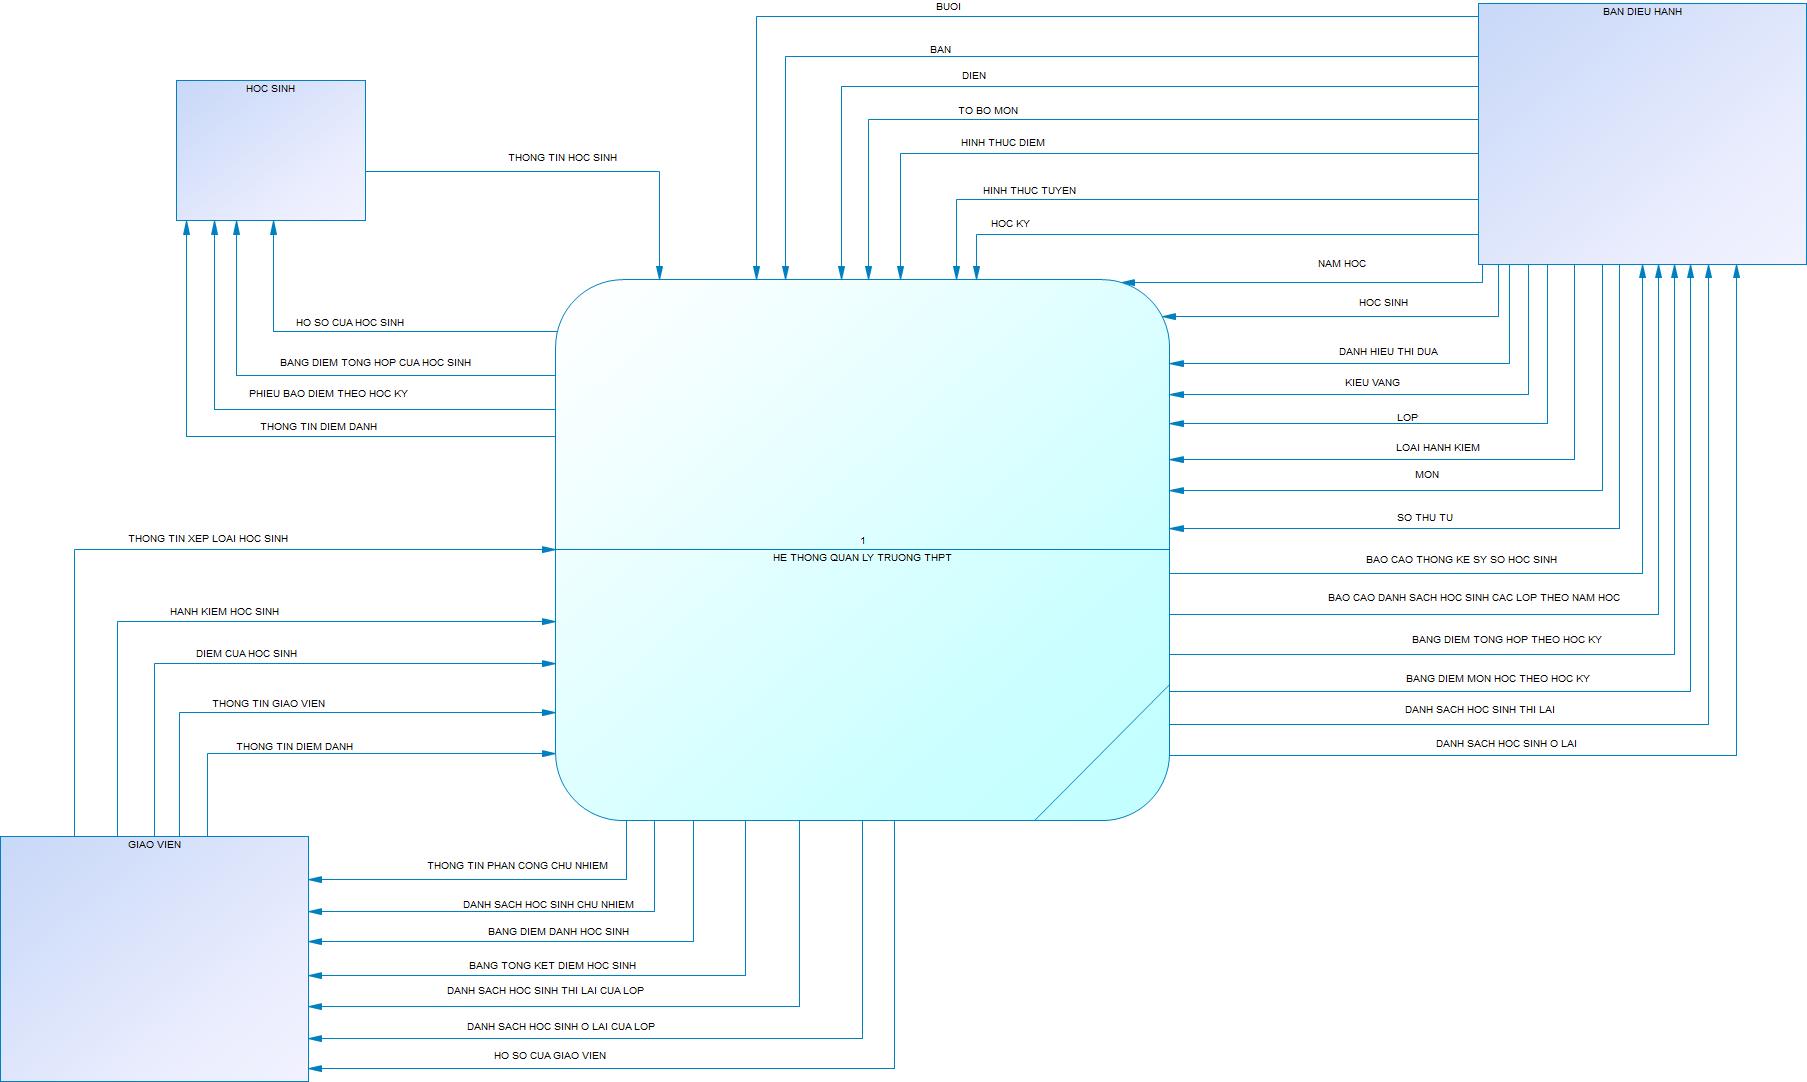 BUOI
BAN DIEU HANH
BAN
DIEN
HOC SINH
TO BO MON
HINH THUC DIEM
THONG TIN HOC SINH
HINH THUC TUYEN
HOC KY
NAM HOC
HOC SINH
HO SO CUA HOC SINH
DANH HIEU THI DUA
BANG DIEM TONG HOP CUA HOC SINH
KIEU VANG
PHIEU BAO DIEM THEO HOC KY
LOP
THONG TIN DIEM DANH
LOAI HANH KIEM
MON
SO THU TU
THONG TIN XEP LOAI HOC SINH
1
HE THONG QUAN LY TRUONG THPT
BAO CAO THONG KE SY SO HOC SINH
BAO CAO DANH SACH HOC SINH CAC LOP THEO NAM HOC
HANH KIEM HOC SINH
BANG DIEM TONG HOP THEO HOC KY
DIEM CUA HOC SINH
BANG DIEM MON HOC THEO HOC KY
THONG TIN GIAO VIEN
DANH SACH HOC SINH THI LAI
THONG TIN DIEM DANH
DANH SACH HOC SINH O LAI
GIAO VIEN
THONG TIN PHAN CONG CHU NHIEM
DANH SACH HOC SINH CHU NHIEM
BANG DIEM DANH HOC SINH
BANG TONG KET DIEM HOC SINH
DANH SACH HOC SINH THI LAI CUA LOP
DANH SACH HOC SINH O LAI CUA LOP
HO SO CUA GIAO VIEN